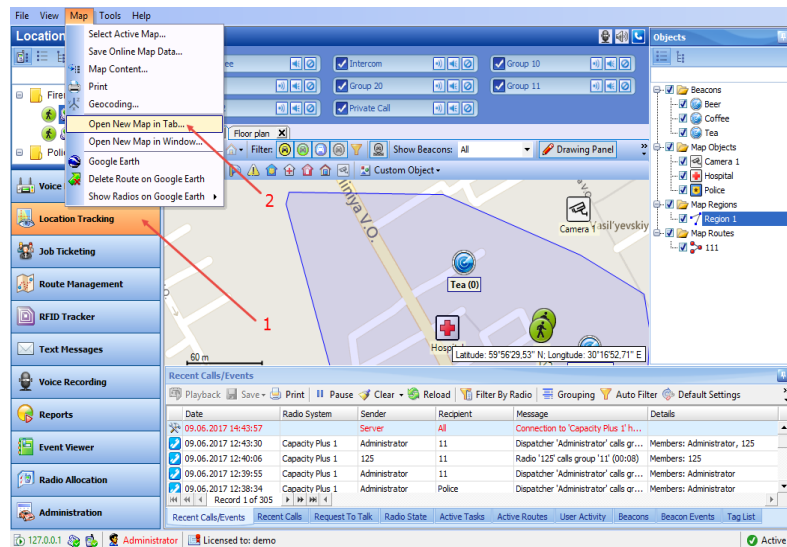 File View Map Tools Help
Location
Select Active Map...
Save Online Map Data...
Map Content...
Print
Geocoding...
Open New Map in Tab...
Open New Map in Window...
Google Earth
Delete Route on Google Earth
Show Radios on Google Earth
Intercom
Group 10
Group 20
Group 11
Private Call
Floor plan
Filter:
Show Beacons: All
Drawing Panel
Custom Object
Objects
Beacons
Beer
Coffee
Tea
Map Objects
Camera 1
Hospital
Police
Map Regions
Region 1
Map Routes
111
Voice
Location Tracking
Job Ticketing
Route Management
RFID Tracker
Text Messages
Voice Recording
Reports
Event Viewer
Radio Allocation
Administration
2
1
iniya V.O.
Camera 1
asil'yevskiy
Tea (0)
Latitude: 59°56'29,53" N; Longitude: 30°16'52,71" E
60 m
Recent Calls/Events
Playback Save Print Pause Clear Reload Filter By Radio Grouping Auto Filter Default Settings
Date Radio System Sender Recipient Message Details
09.06.2017 14:43:57 Server All Connection to 'Capacity Plus 1' h...
09.06.2017 12:43:30 Capacity Plus 1 Administrator 11 Dispatcher 'Administrator' calls gr... Members: Administrator, 125
09.06.2017 12:40:06 Capacity Plus 1 125 11 Radio '125' calls group '11' (00:08) Members: 125
09.06.2017 12:39:55 Capacity Plus 1 Administrator 11 Dispatcher 'Administrator' calls gr... Members: Administrator
09.06.2017 12:38:34 Capacity Plus 1 Administrator Police Dispatcher 'Administrator' calls gr... Members: Administrator
Record 1 of 305
Recent Calls/Events Recent Calls Request To Talk Radio State Active Tasks Active Routes User Activity Beacons Beacon Events Tag List
127.0.0.1 Administrator Licensed to: demo Active